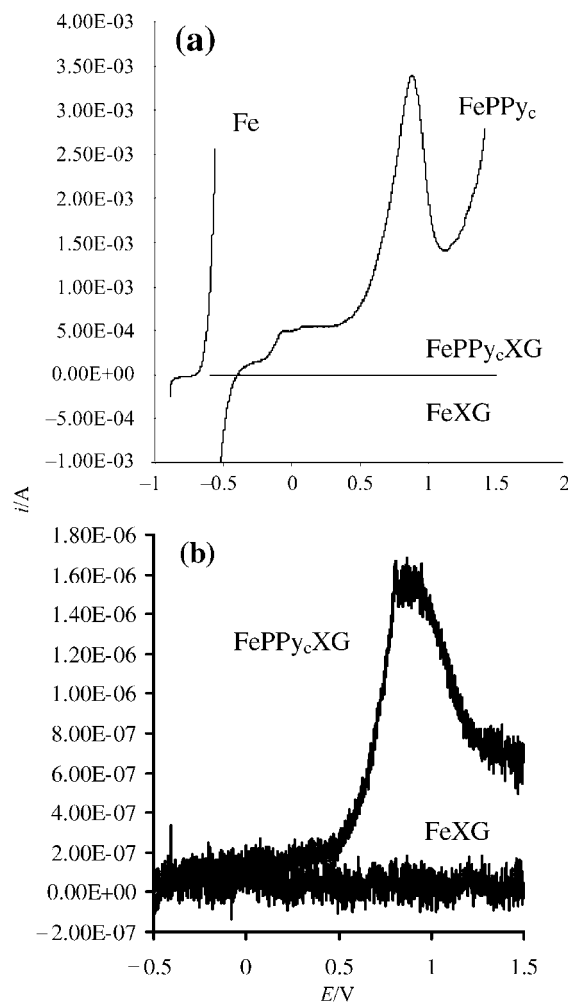 (a)
4.00E-03
3.50E-03
3.00E-03
2.50E-03
2.00E-03
1.50E-03
1.00E-03
5.00E-04
0.00E+00
−5.00E-04
−1.00E-03
Fe
FePPyc
FePPycXG
FeXG
−1 −0.5 0 0.5 1 1.5 2
i/A
(b)
1.80E-06
1.60E-06
1.40E-06
1.20E-06
1.00E-06
8.00E-07
6.00E-07
4.00E-07
2.00E-07
0.00E+00
−2.00E-07
FePPycXG
FeXG
−0.5 0 0.5 1 1.5
E/V